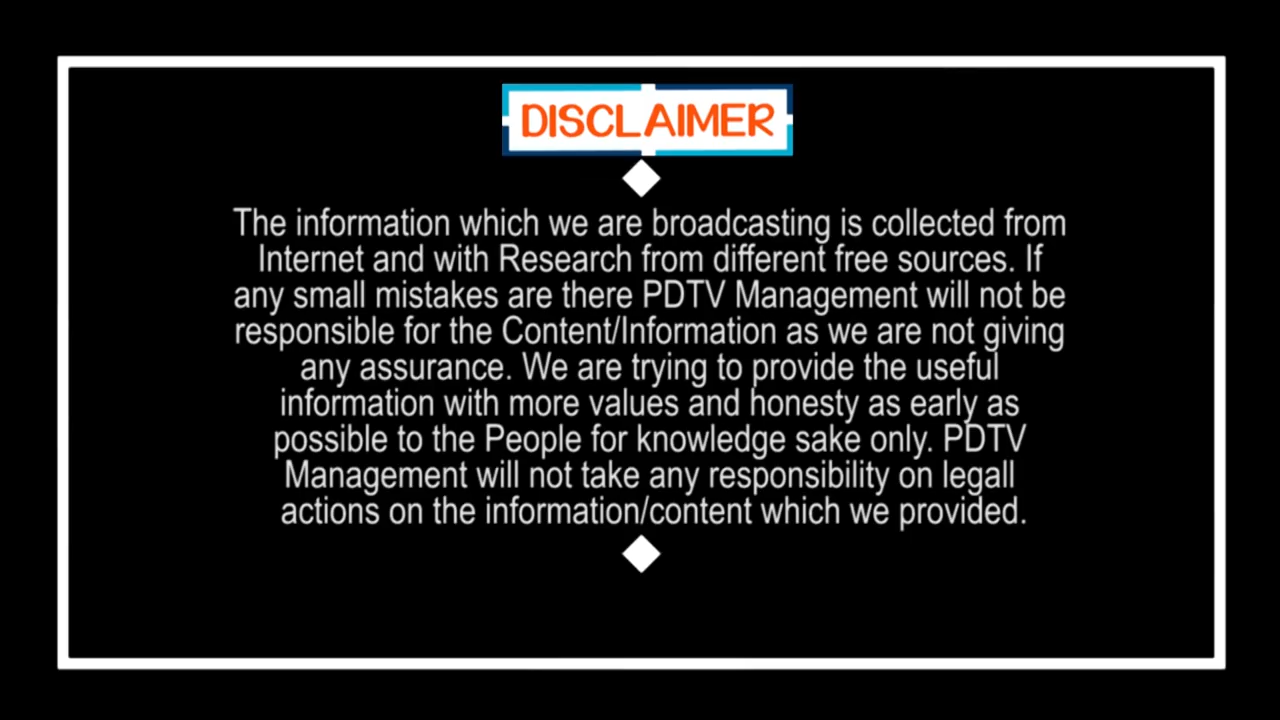 DISCLAIMER
The information which we are broadcasting is collected from
Internet and with Research from different free sources. If
any small mistakes are there PDTV Management will not be
responsible for the Content/Information as we are not giving
any assurance. We are trying to provide the useful
information with more values and honesty as early as
possible to the People for knowledge sake only. PDTV
Management will not take any responsibility on legall
actions on the information/content which we provided.